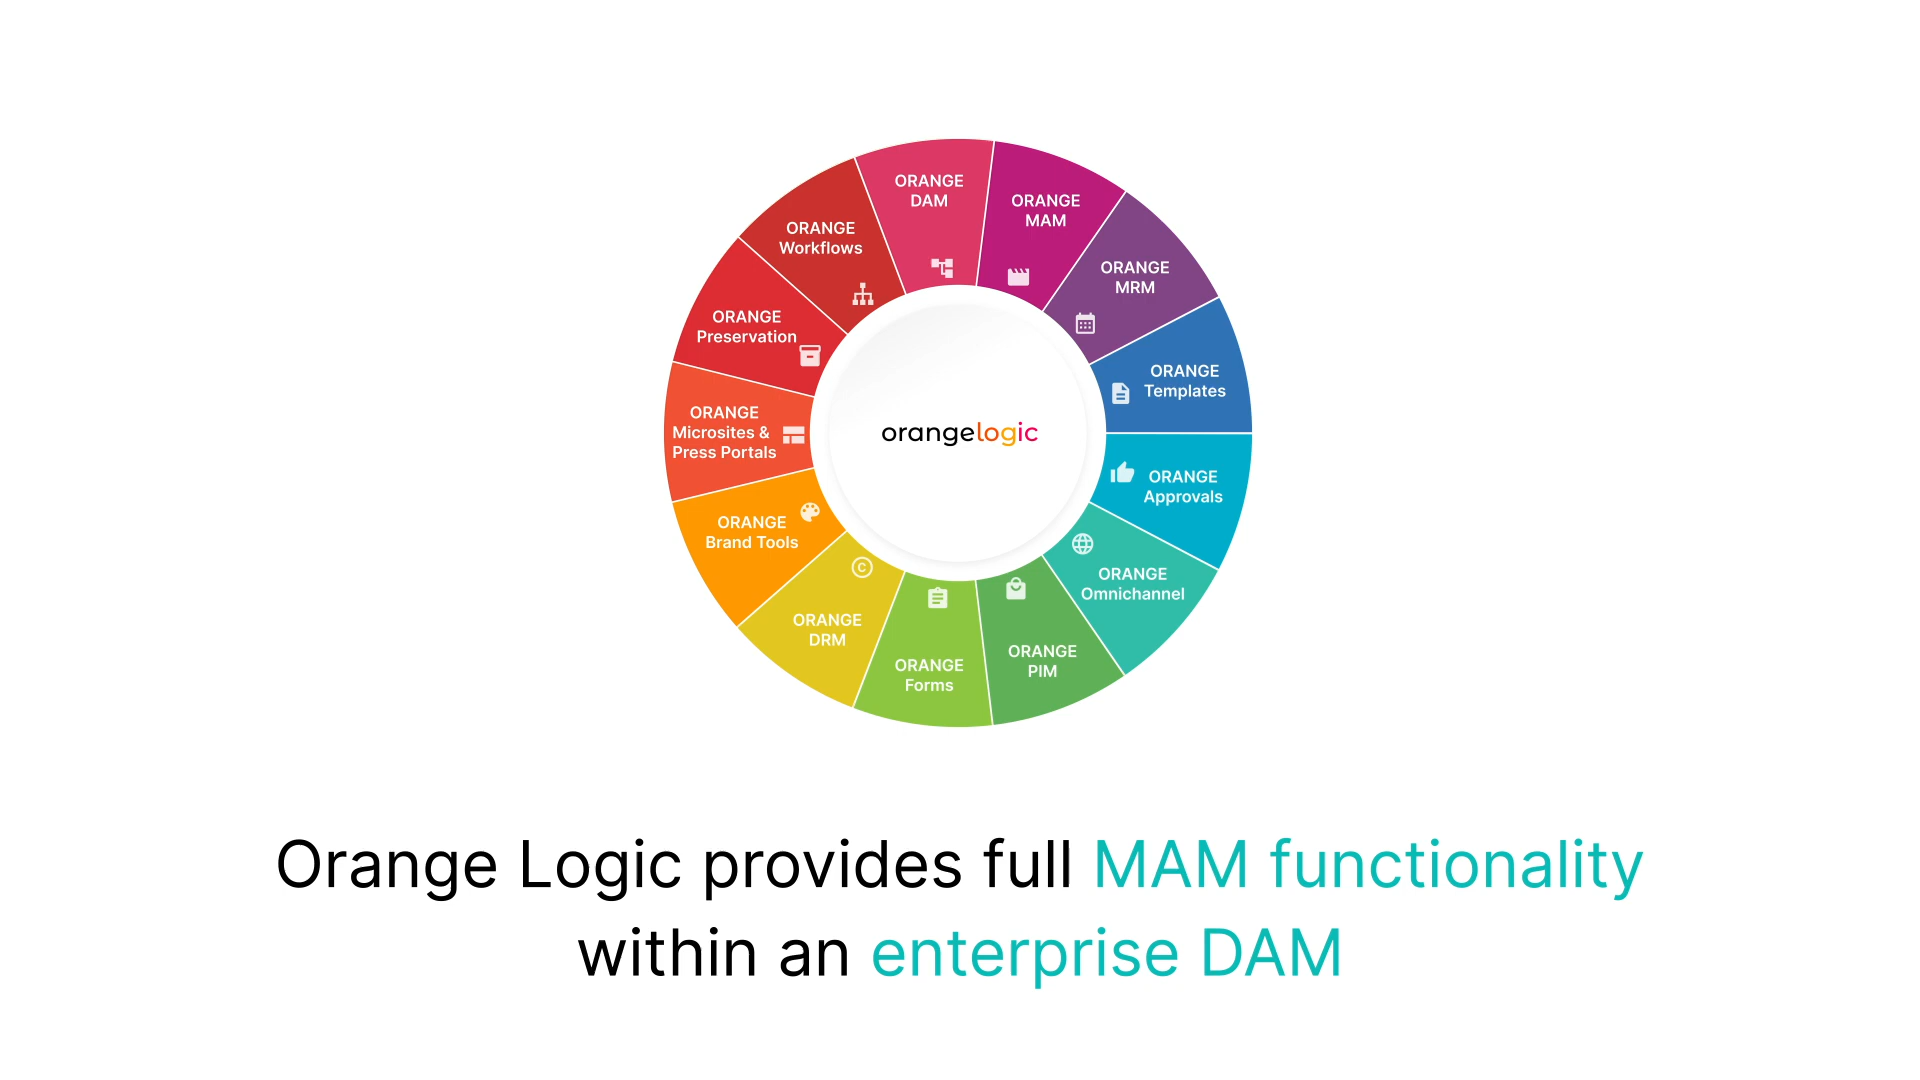 ORANGE
DAM
ORANGE
MAM
ORANGE
MRM
ORANGE
Templates
ORANGE
Approvals
ORANGE
Omnichannel
ORANGE
PIM
ORANGE
Forms
ORANGE
DRM
ORANGE
Brand Tools
ORANGE
Microsites &
Press Portals
ORANGE
Preservation
ORANGE
Workflows
orangelogic
Orange Logic provides full MAM functionality
within an enterprise DAM